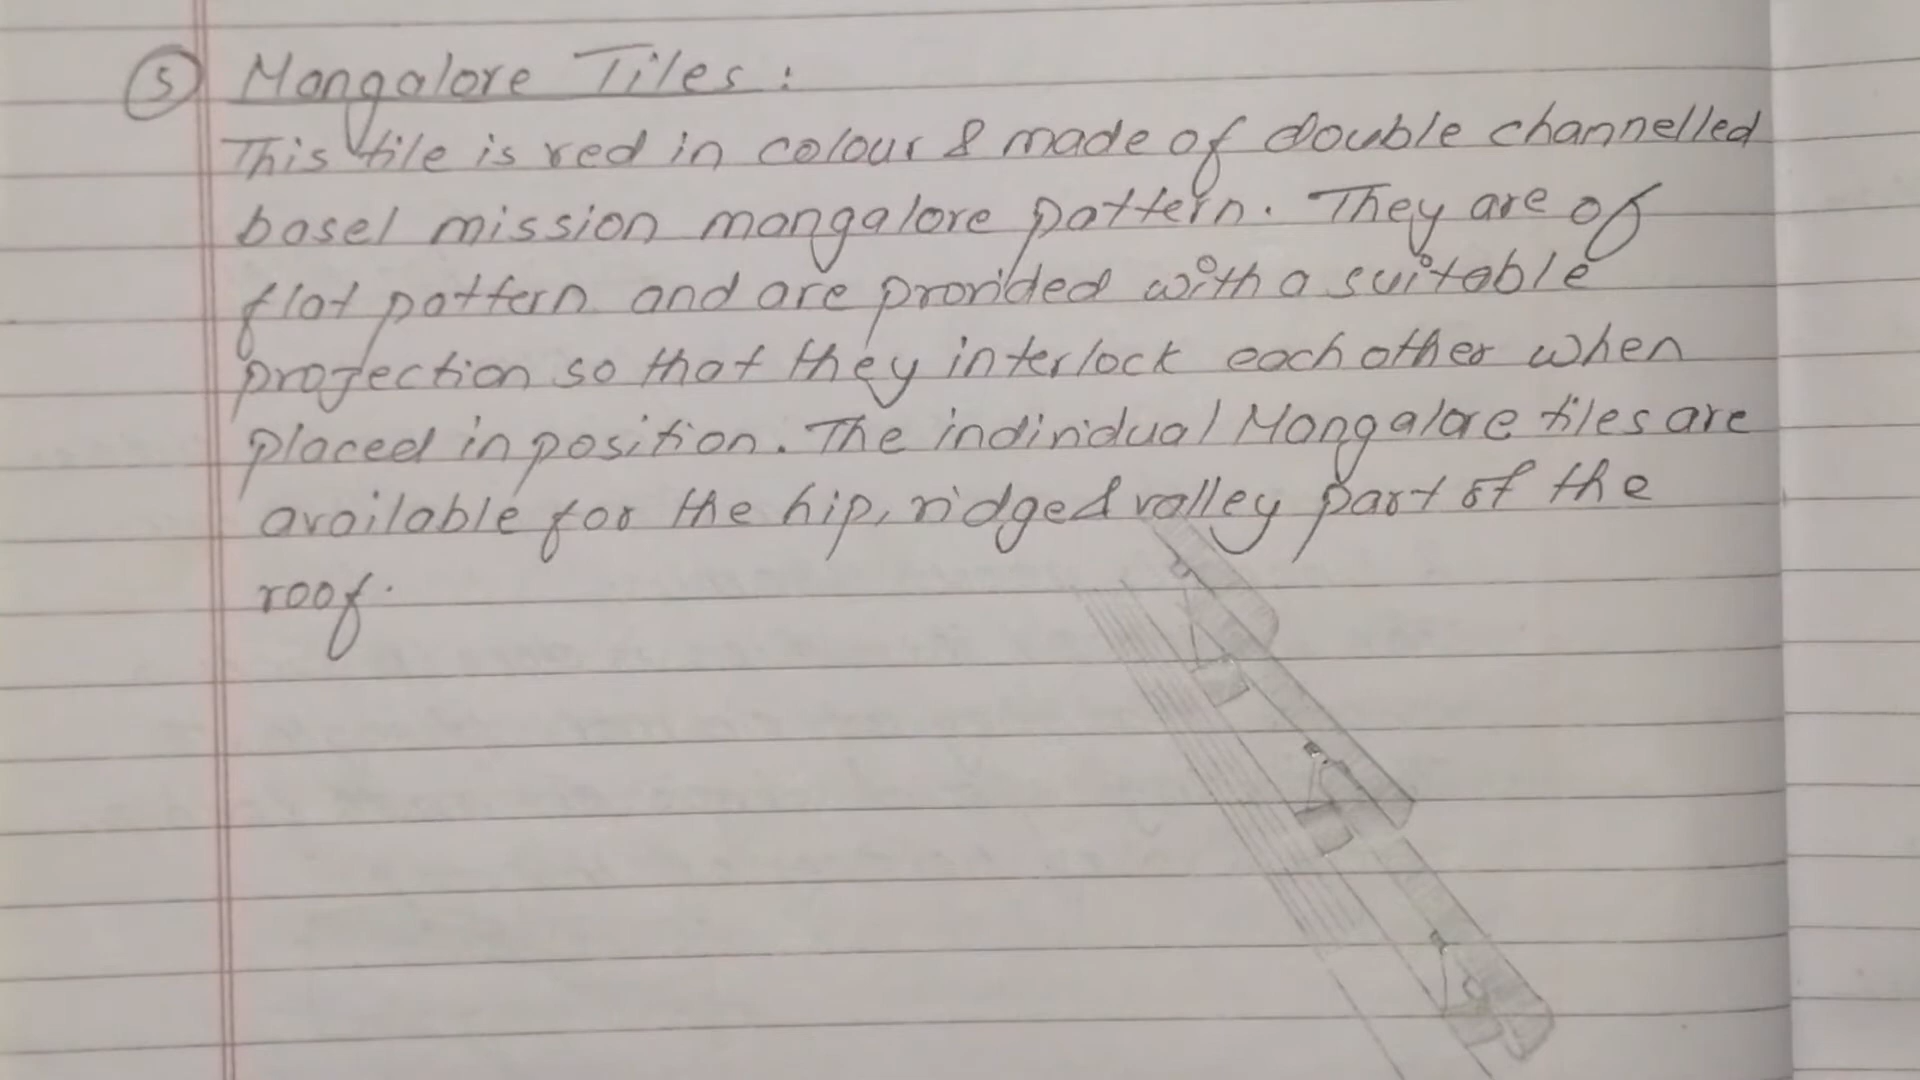 5 Mangalore Tiles:
This tile is red in colour & made of double channelled
basel mission mangalore pattern. They are of
flat pattern and are provided with a suitable
projection so that they interlock each other when
placed in position. The individual Mangalore tiles are
available for the hip, ridge & valley part of the
roof.